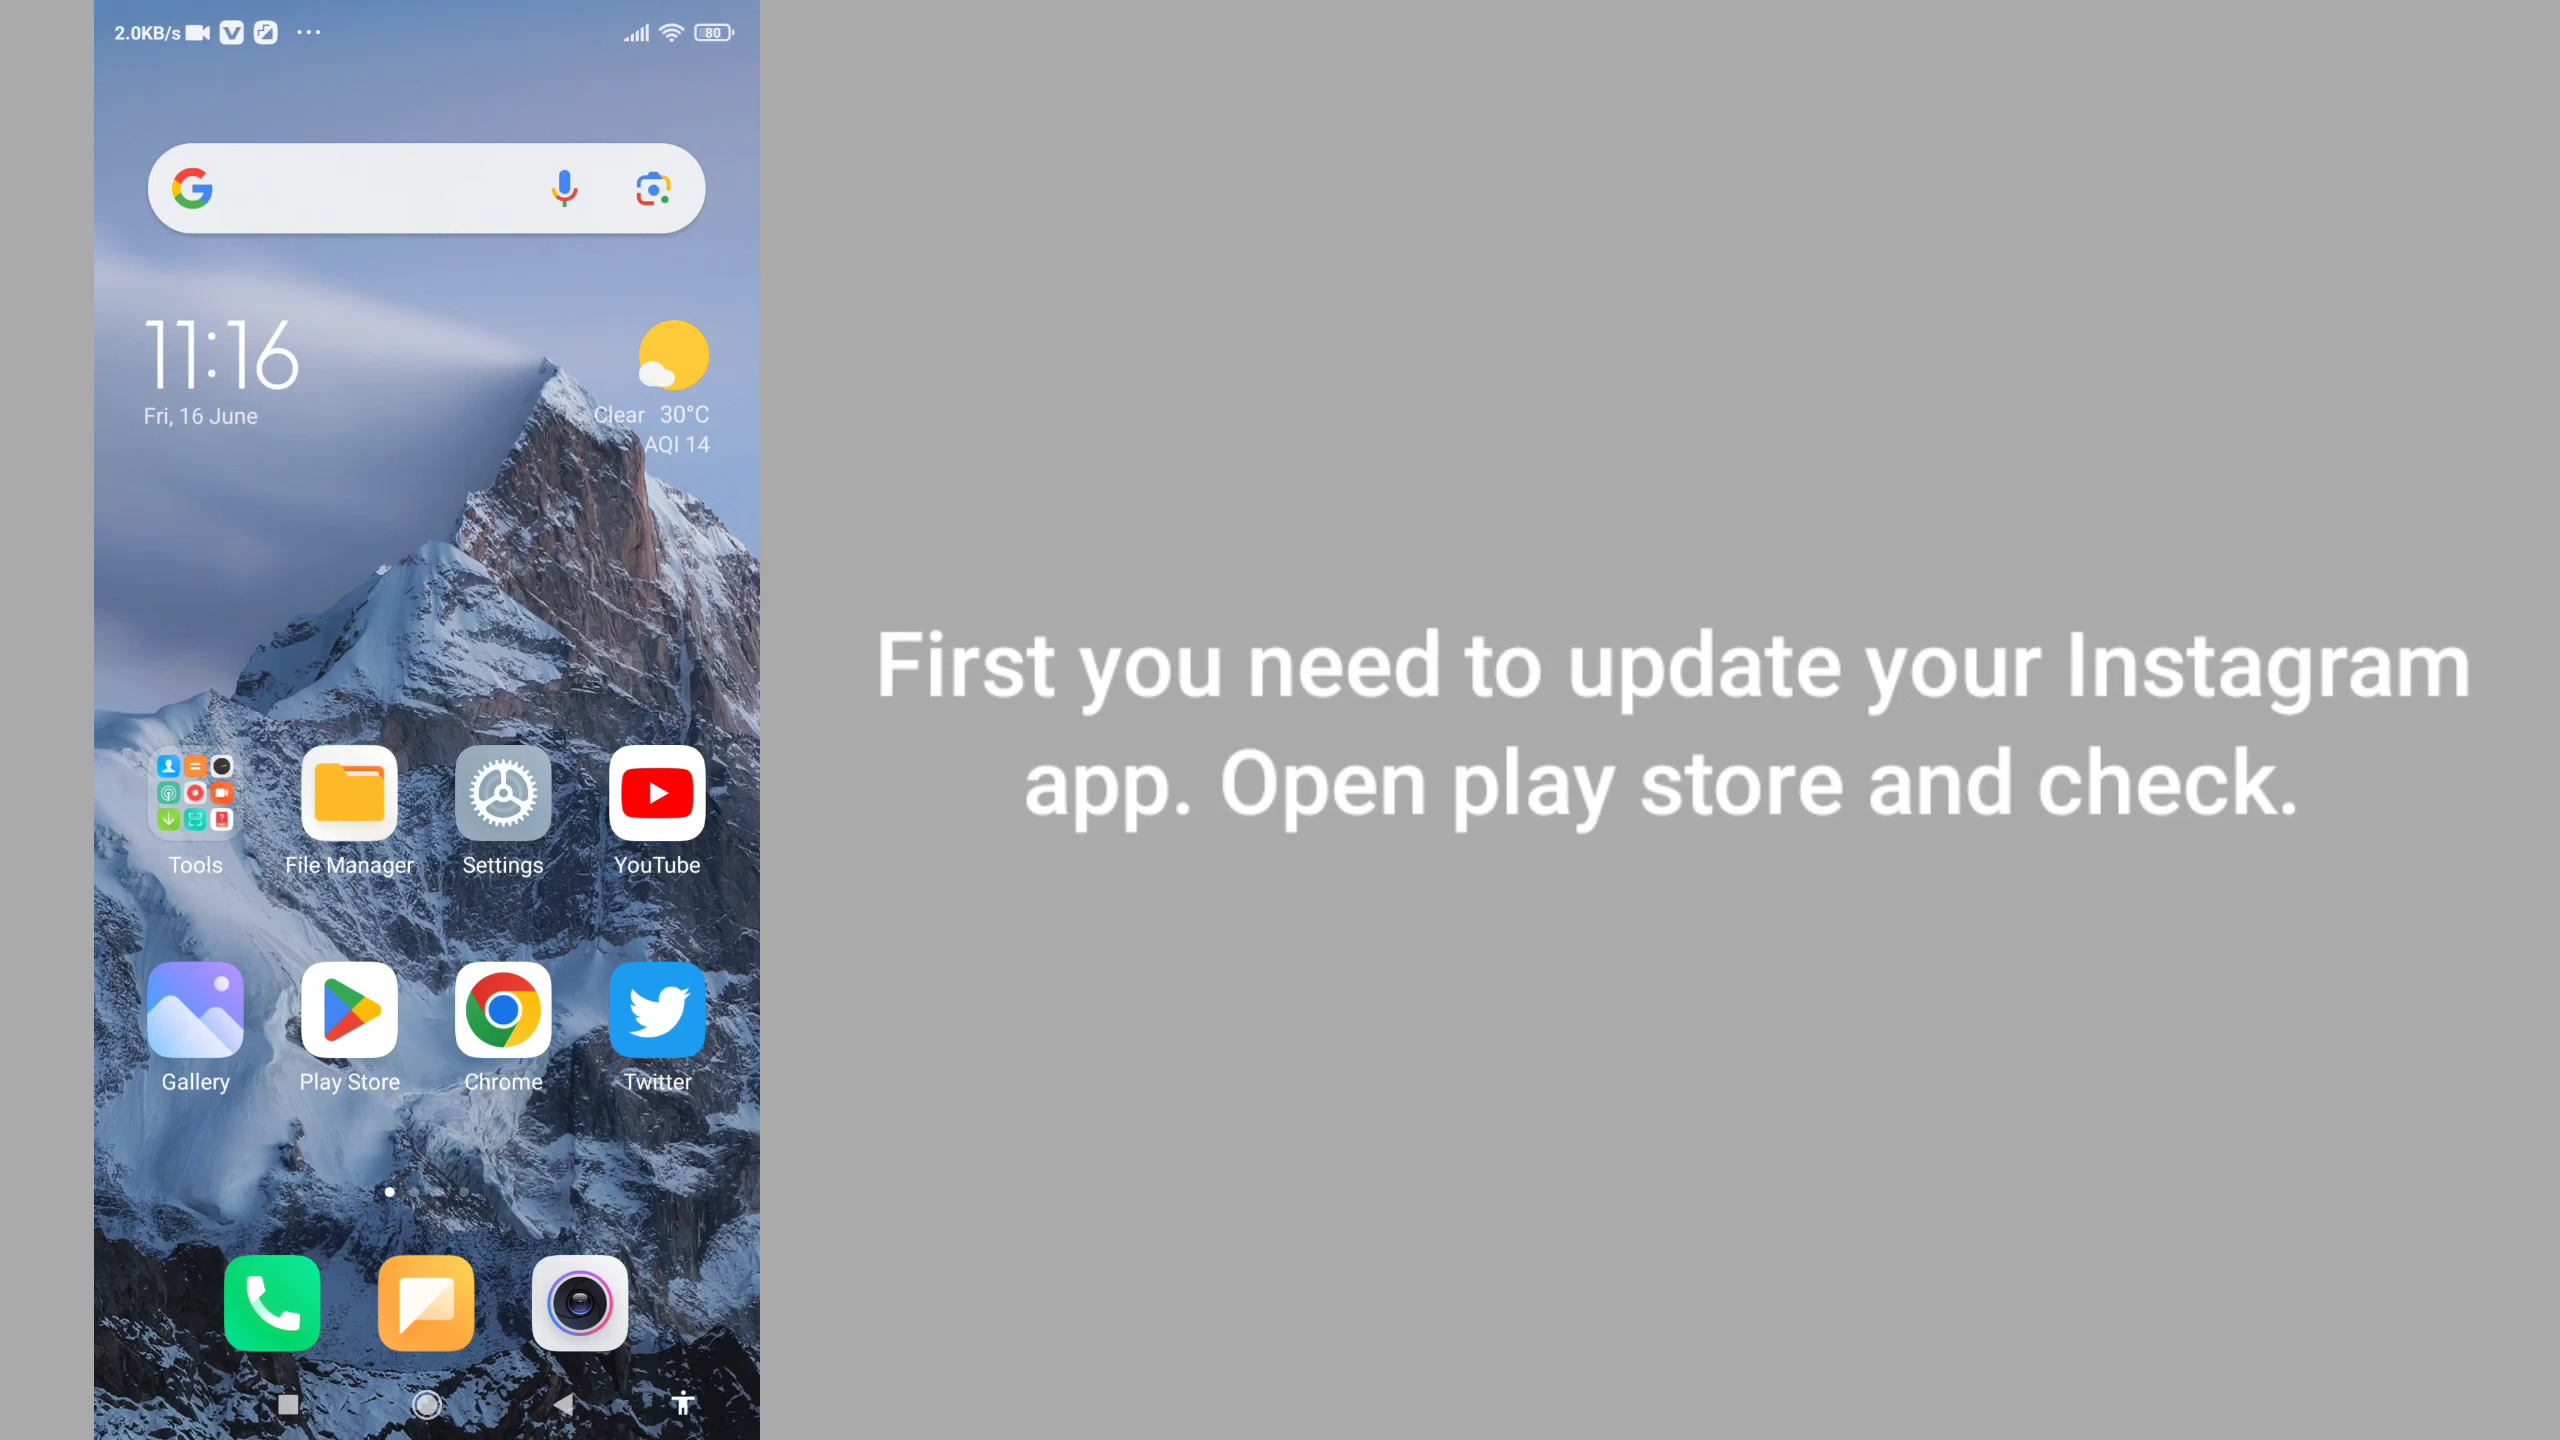 2.0KB/s
80
11:16
Fri, 16 June
Clear 30°C
AQI 14
Tools
File Manager
Settings
YouTube
Gallery
Play Store
Chrome
Twitter
First you need to update your Instagram
app. Open play store and check.